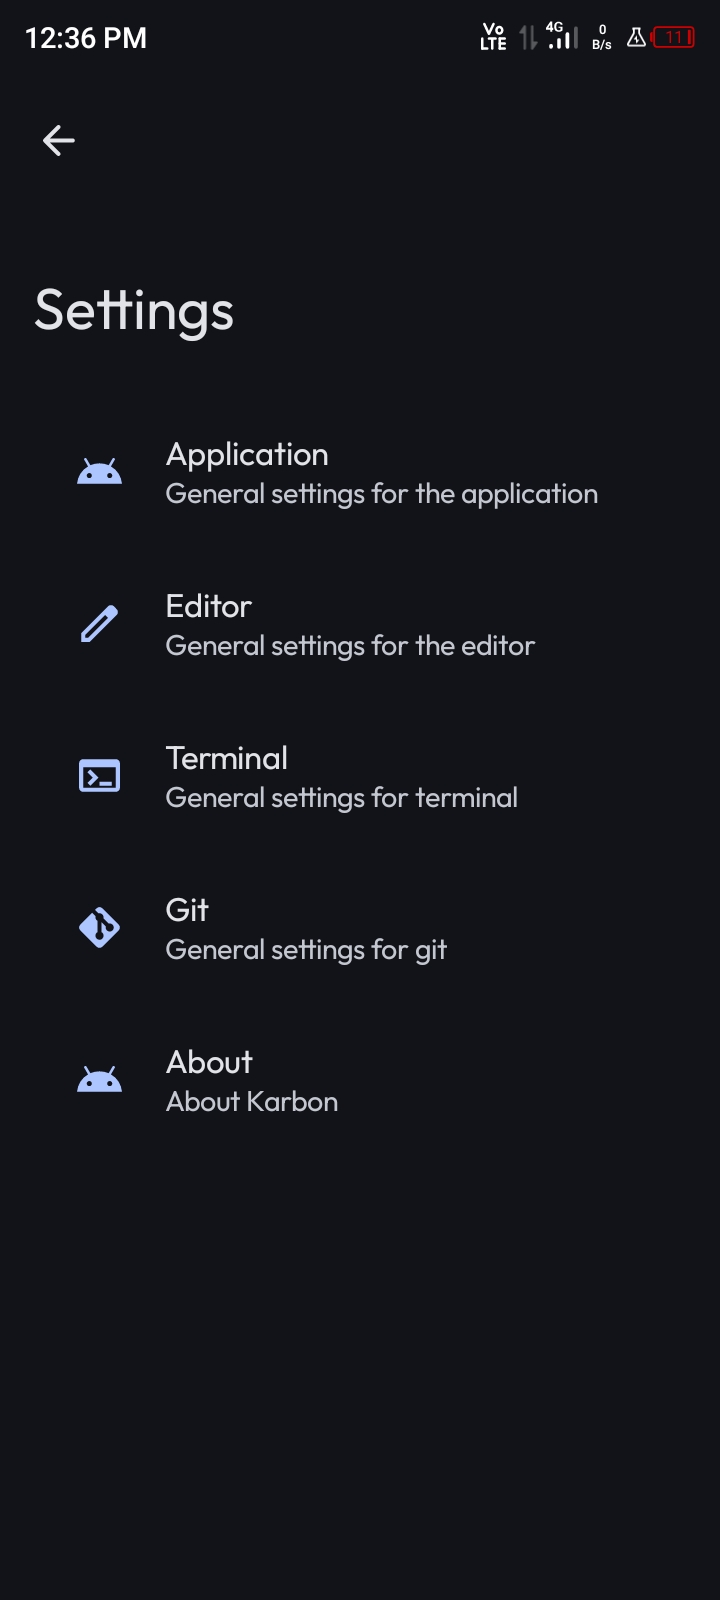 12:36 PM
Vo LTE 4G 0 B/s 11
Settings
Application
General settings for the application
Editor
General settings for the editor
Terminal
General settings for terminal
Git
General settings for git
About
About Karbon